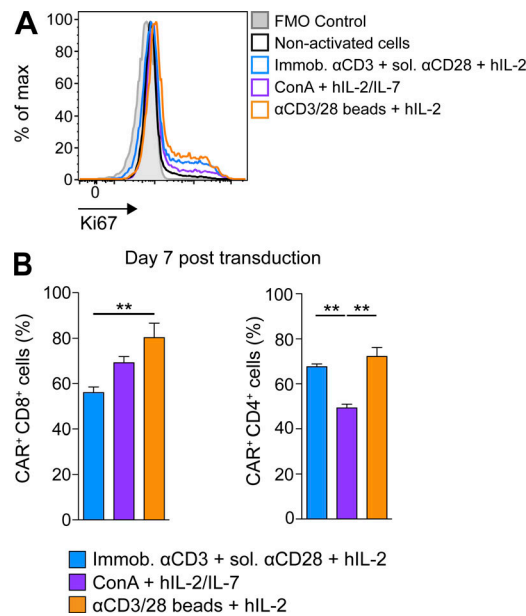 A
% of max
100
80
60
40
20
0
0
Ki67
FMO Control
Non-activated cells
Immob. αCD3 + sol. αCD28 + hIL-2
ConA + hIL-2/IL-7
αCD3/28 beads + hIL-2
B
Day 7 post transduction
CAR⁺ CD8⁺ cells (%)
100
80
60
40
20
0
**
CAR⁺ CD4⁺ cells (%)
100
80
60
40
20
0
** **
Immob. αCD3 + sol. αCD28 + hIL-2
ConA + hIL-2/IL-7
αCD3/28 beads + hIL-2